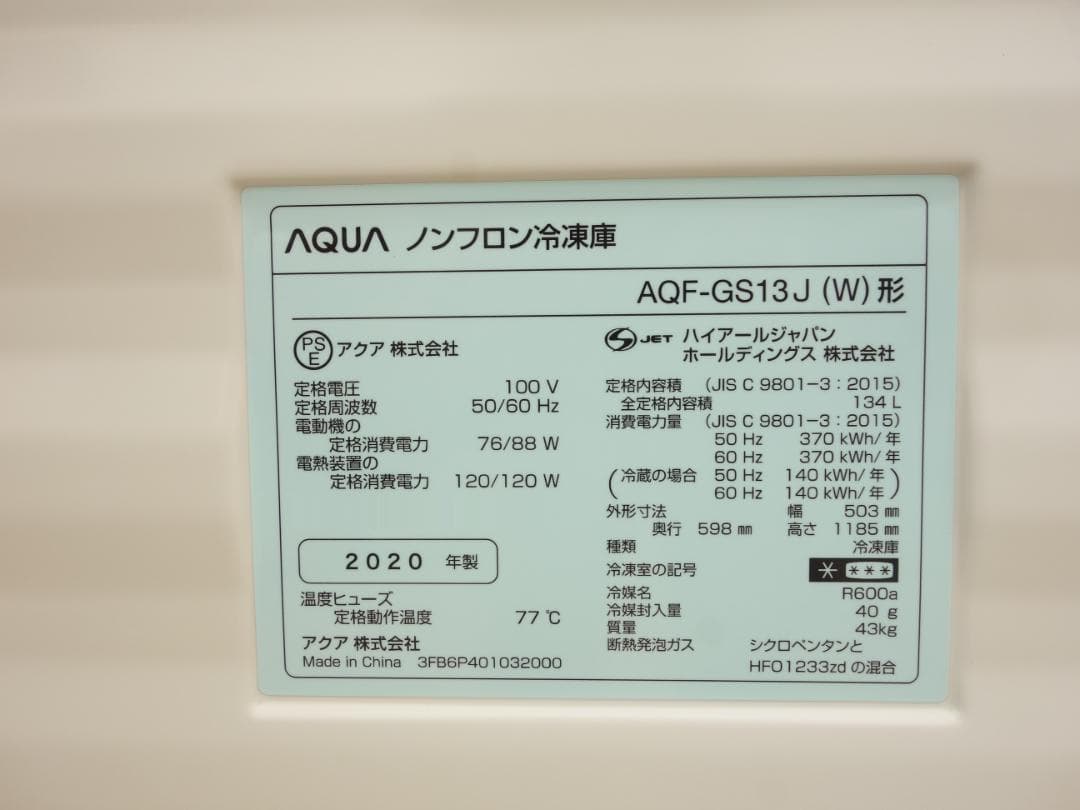 AQUA ノンフロン冷凍庫
AQF-GS13J (W) 形
PS
E
アクア 株式会社
定格電圧 100 V
定格周波数 50/60 Hz
電動機の
定格消費電力 76/88 W
電熱装置の
定格消費電力 120/120 W
2020 年製
温度ヒューズ
定格動作温度 77 ℃
アクア 株式会社
Made in China 3FB6P401032000
S JET ハイアールジャパン
ホールディングス 株式会社
定格内容積 (JIS C 9801-3:2015)
全定格内容積 134 L
消費電力量 (JIS C 9801-3:2015)
50 Hz 370 kWh/年
60 Hz 370 kWh/年
(冷蔵の場合 50 Hz 140 kWh/年
60 Hz 140 kWh/年)
外形寸法 幅 503 ㎜
奥行 598 ㎜ 高さ 1185 ㎜
種類 冷凍庫
冷凍室の記号 * ***
冷媒名 R600a
冷媒封入量 40 g
質量 43kg
断熱発泡ガス シクロペンタンと
HFO1233zd の混合